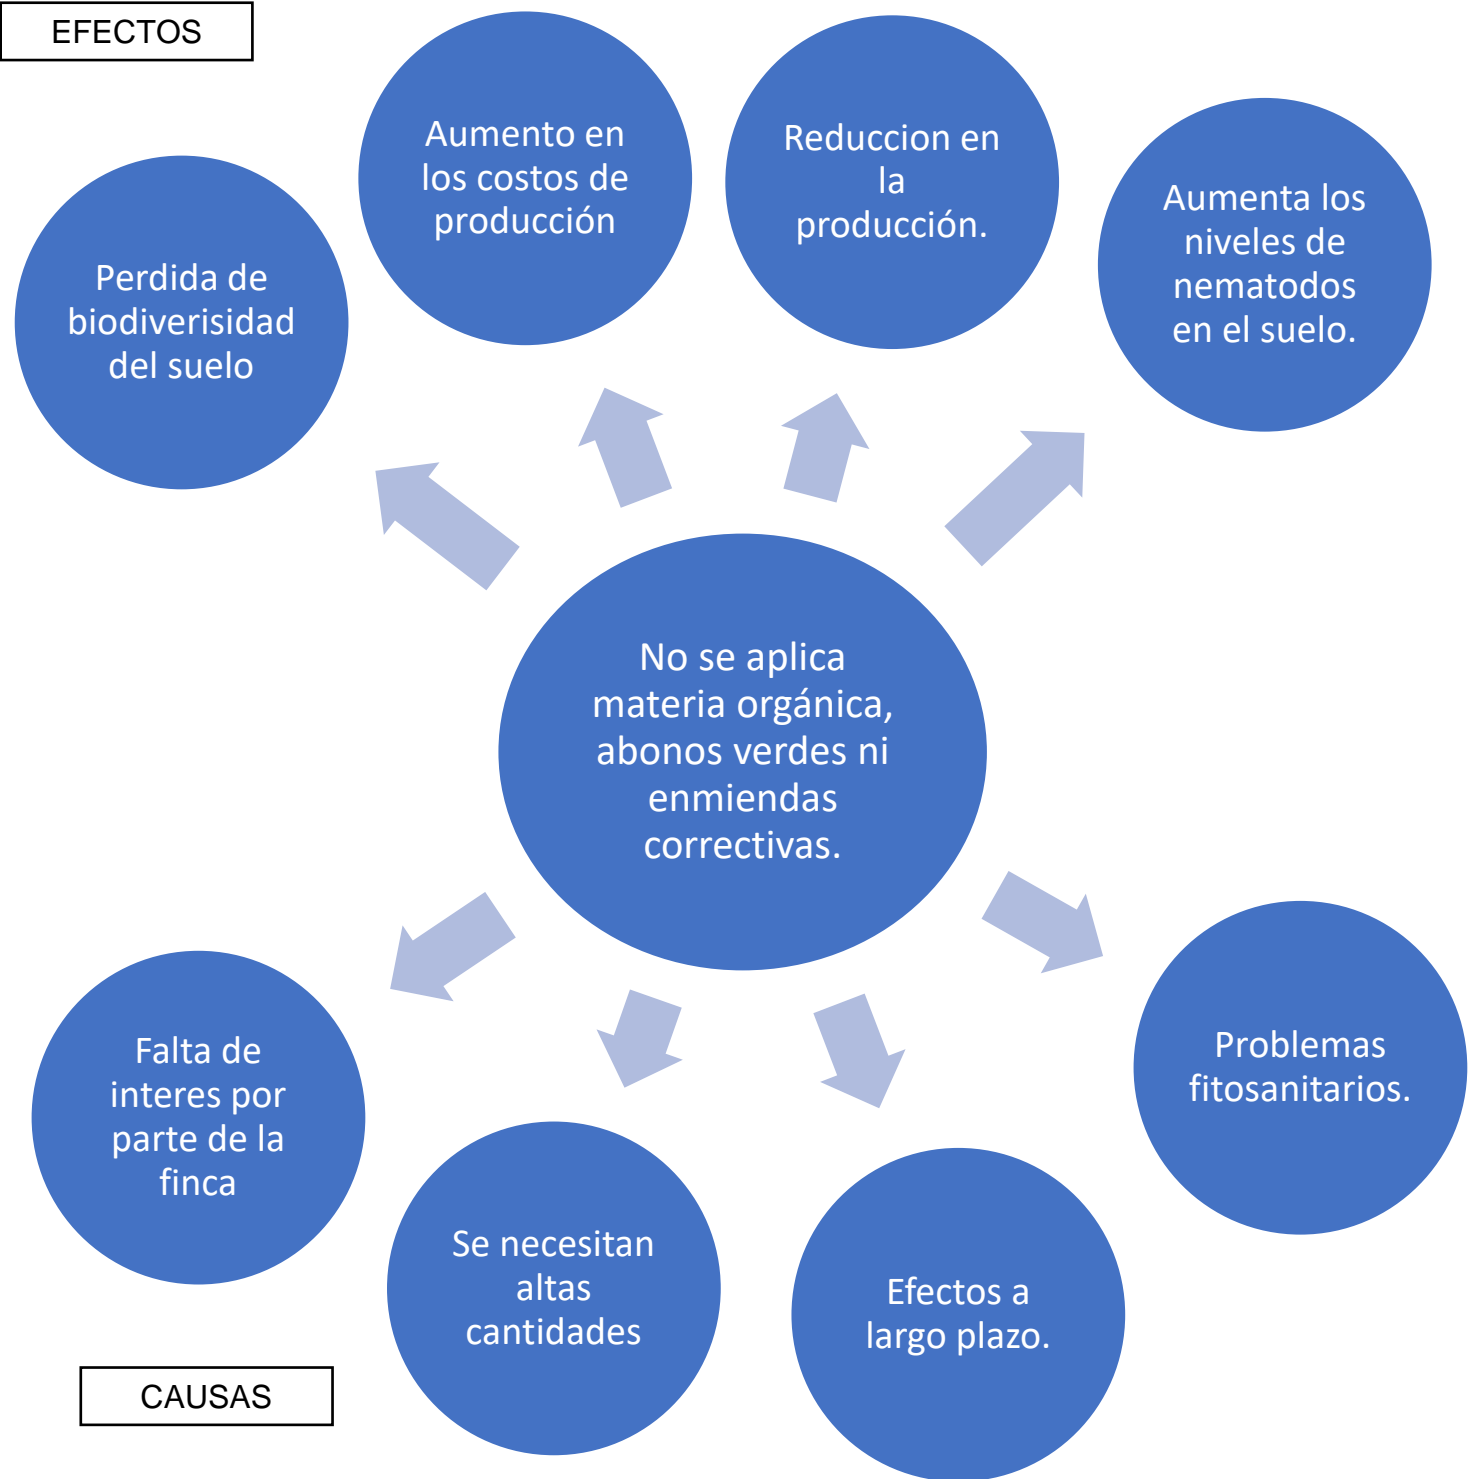 EFECTOS
Aumento en
los costos de
producción
Reduccion en
la
producción.
Aumenta los
niveles de
nematodos
en el suelo.
Perdida de
biodiverisidad
del suelo
No se aplica
materia orgánica,
abonos verdes ni
enmiendas
correctivas.
Falta de
interes por
parte de la
finca
Se necesitan
altas
cantidades
Efectos a
largo plazo.
Problemas
fitosanitarios.
CAUSAS